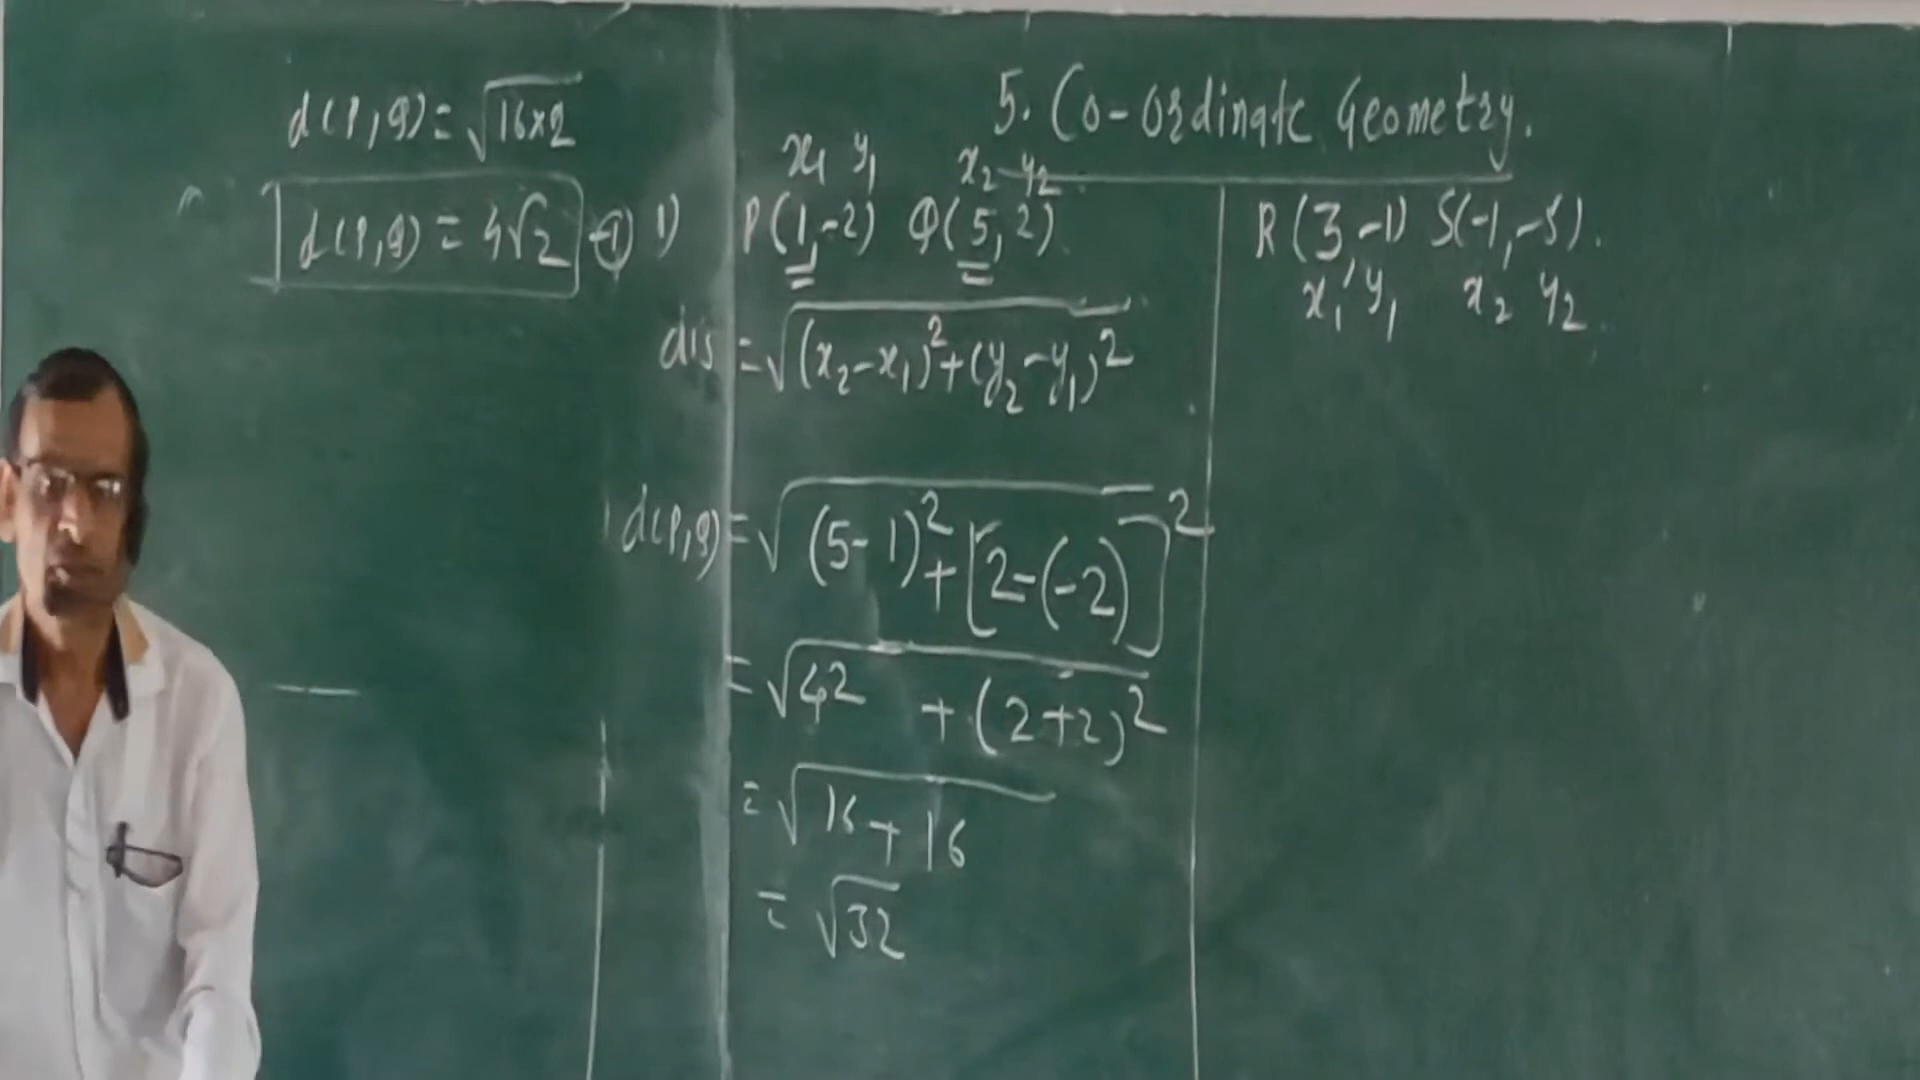 5. Co-Ordinate Geometry.
x₁ y₁ x₂ y₂
1) P(1,-2) Q(5, 2).
dis = √(x₂-x₁)²+(y₂-y₁)²
d(P,Q) = √(5-1)² + [2-(-2)]²
= √4² + (2+2)²
= √16 + 16
= √32
d(P,Q) = √16×2
d(P,Q) = 4√2 -①
R (3,-1) S(-1,-5).
x₁ y₁ x₂ y₂